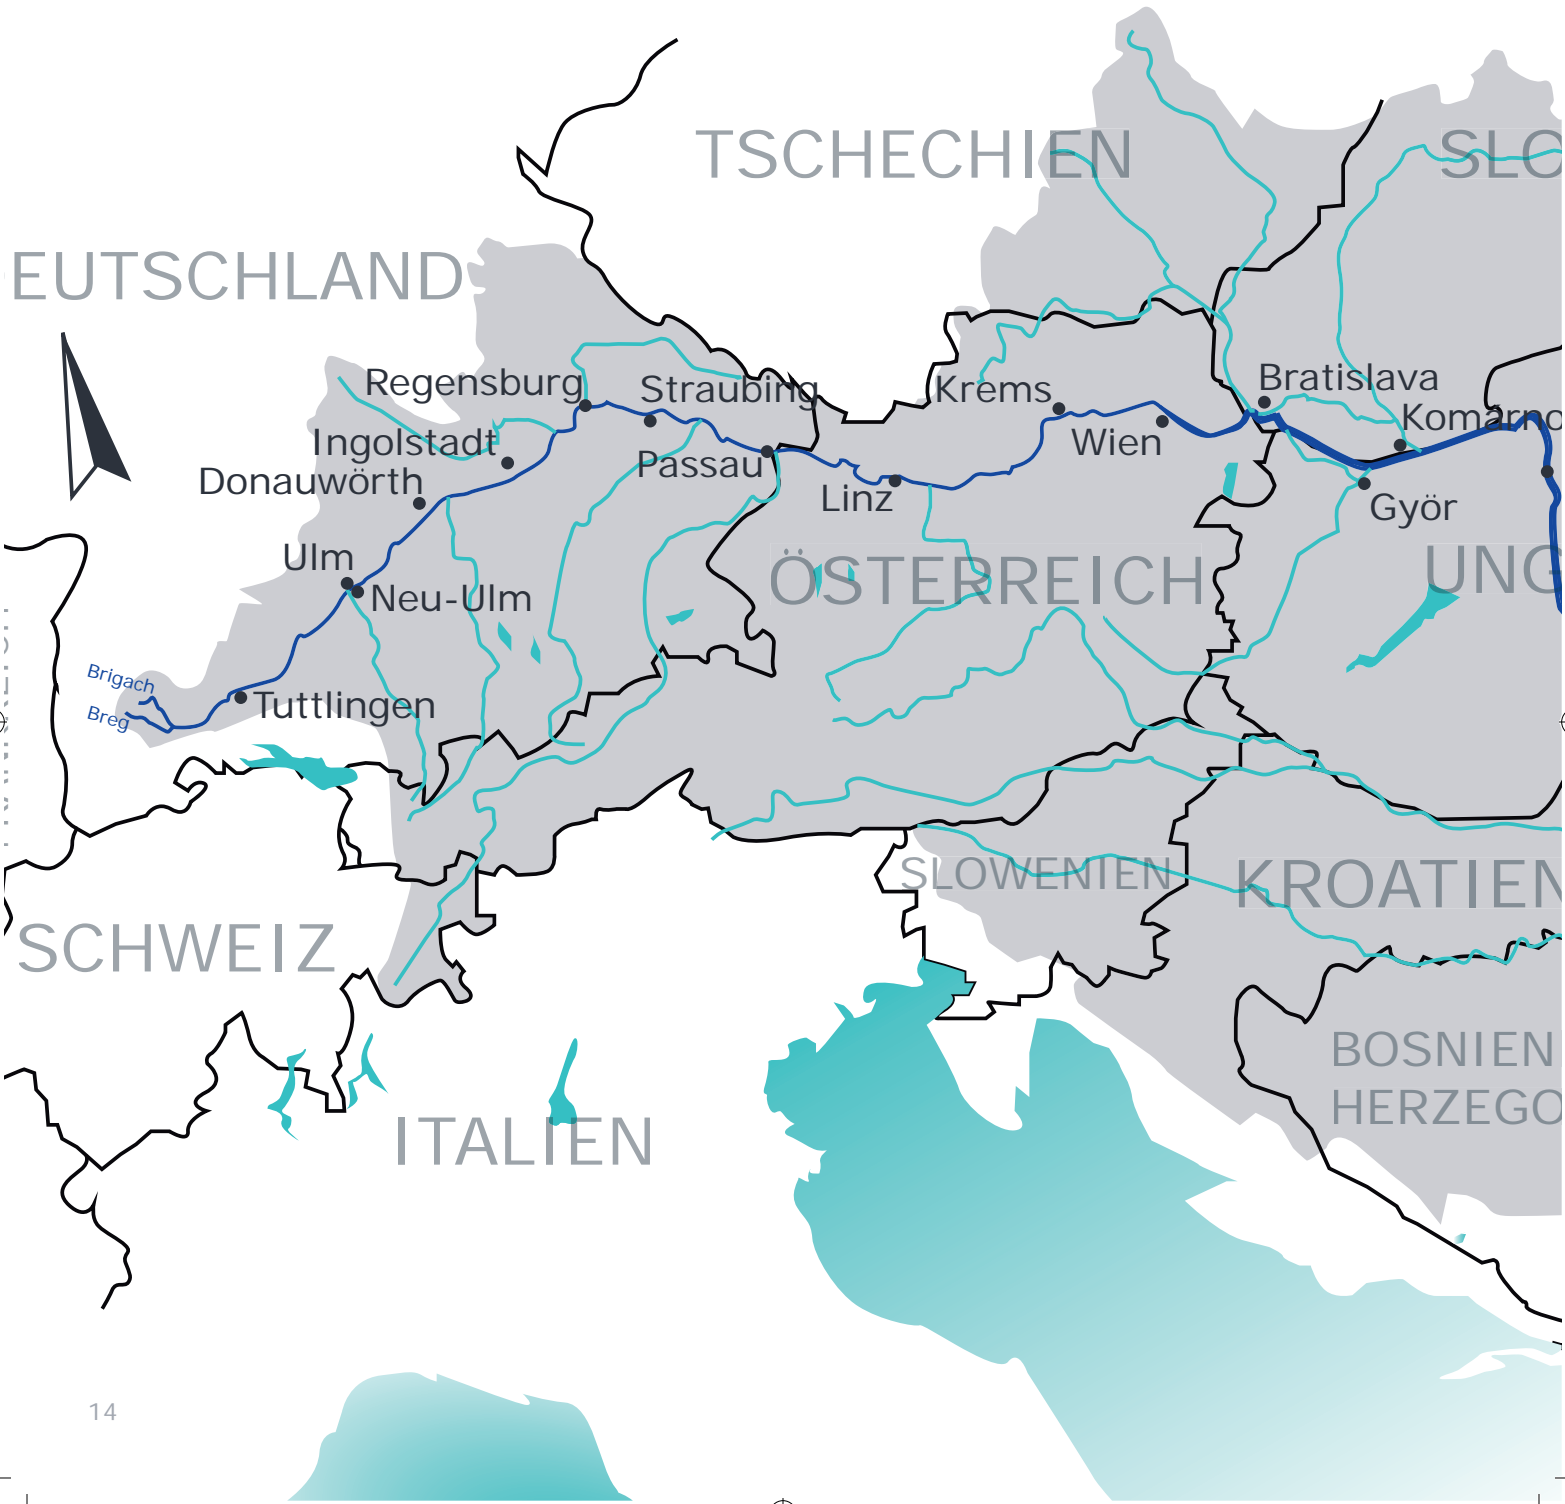 TSCHECHIEN
SLO
EUTSCHLAND
Regensburg
Straubing
Krems
Bratislava
Komárno
Ingolstadt
Wien
Donauwörth
Passau
Linz
Györ
Ulm
ÖSTERREICH
UNG
Neu-Ulm
Brigach
Breg
Tuttlingen
SLOWENIEN
KROATIEN
SCHWEIZ
BOSNIEN
HERZEGO
ITALIEN
14